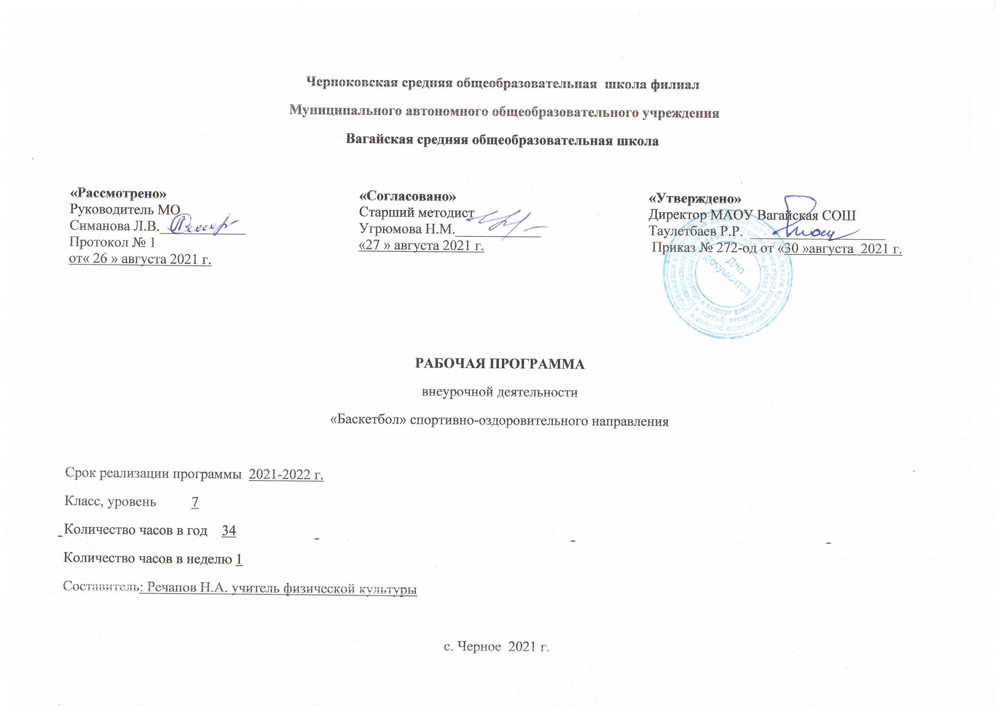 Черноковская средняя общеобразовательная школа филиал
Муниципального автономного общеобразовательного учреждения
Вагайская средняя общеобразовательная школа
«Рассмотрено»
Руководитель МО
Симанова Л.В.____________
Протокол № 1
от« 26 » августа 2021 г.
«Согласовано»
Старший методист
Угрюмова Н.М.____________
«27 » августа 2021 г.
«Утверждено»
Директор МАОУ Вагайская СОШ
Таулетбаев Р.Р. ___________________
Приказ № 272-од от «30 »августа 2021 г.
Для
документов
РАБОЧАЯ ПРОГРАММА
внеурочной деятельности
«Баскетбол» спортивно-оздоровительного направления
Срок реализации программы 2021-2022 г.
Класс, уровень 7
Количество часов в год 34
Количество часов в неделю 1
Составитель: Речапов Н.А. учитель физической культуры
с. Черное 2021 г.